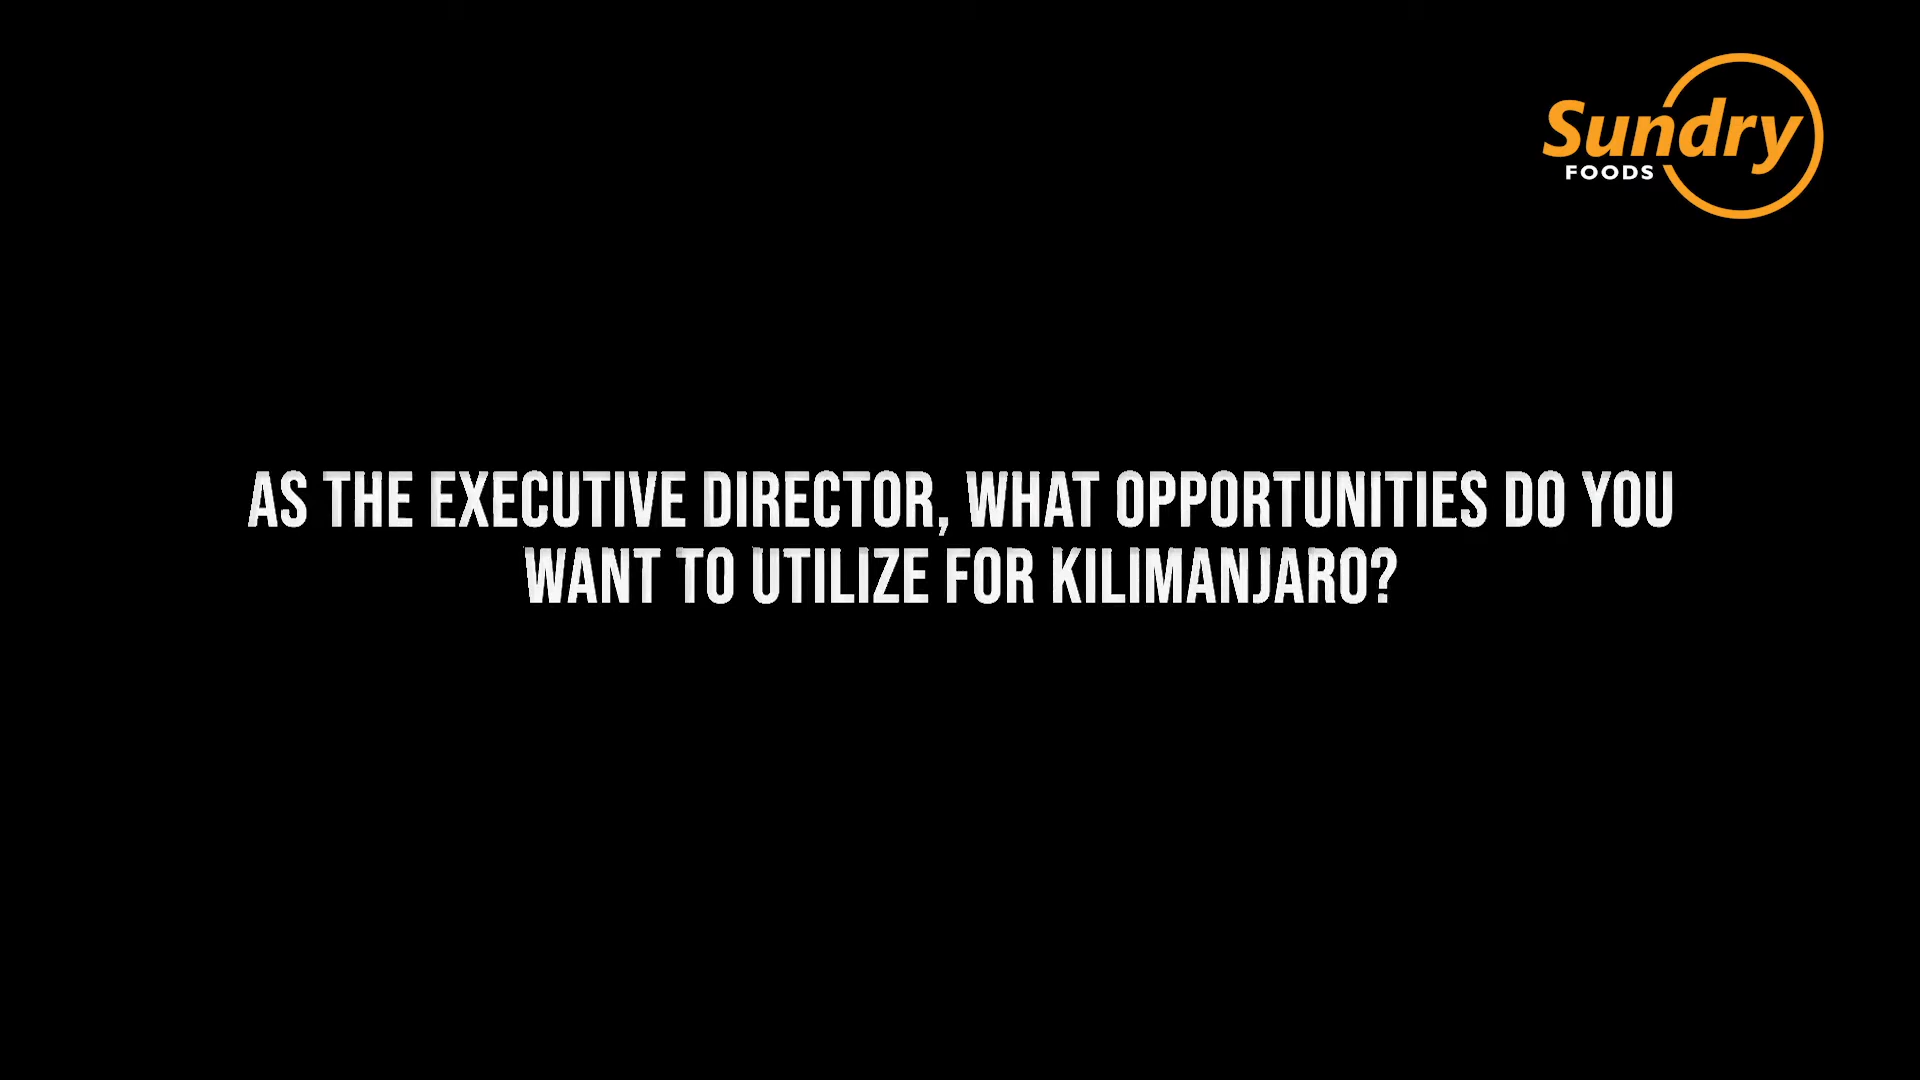 Sundry
FOODS
AS THE EXECUTIVE DIRECTOR, WHAT OPPORTUNITIES DO YOU
WANT TO UTILIZE FOR KILIMANJARO?